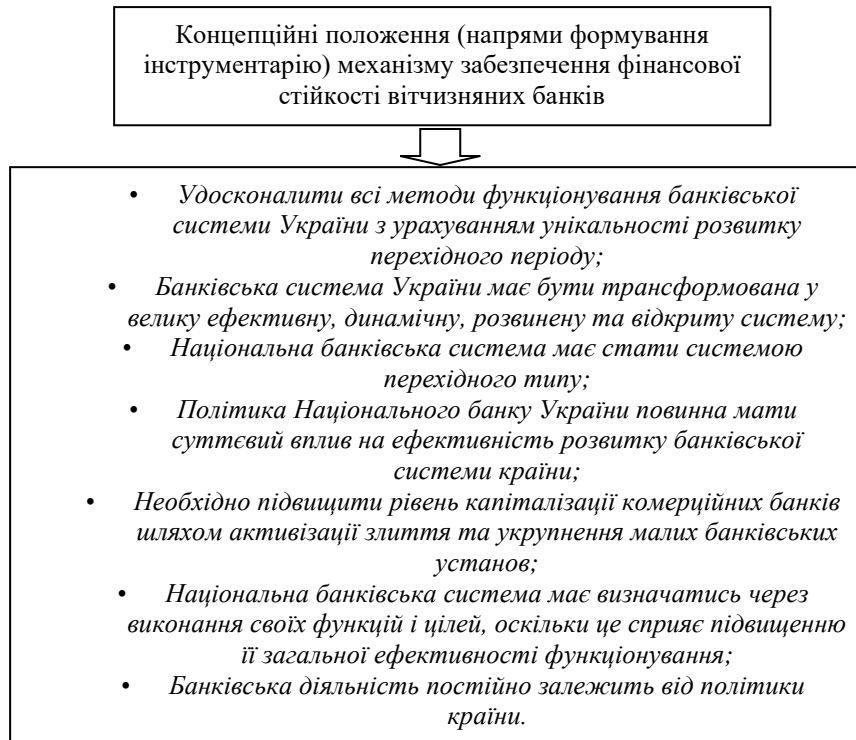 Концепційні положення (напрями формування
інструментарію) механізму забезпечення фінансової
стійкості вітчизняних банків
• Удосконалити всі методи функціонування банківської
системи України з урахуванням унікальності розвитку
перехідного періоду;
• Банківська система України має бути трансформована у
велику ефективну, динамічну, розвинену та відкриту систему;
• Національна банківська система має стати системою
перехідного типу;
• Політика Національного банку України повинна мати
суттєвий вплив на ефективність розвитку банківської
системи країни;
• Необхідно підвищити рівень капіталізації комерційних банків
шляхом активізації злиття та укрупнення малих банківських
установ;
• Національна банківська система має визначатись через
виконання своїх функцій і цілей, оскільки це сприяє підвищенню
її загальної ефективності функціонування;
• Банківська діяльність постійно залежить від політики
країни.